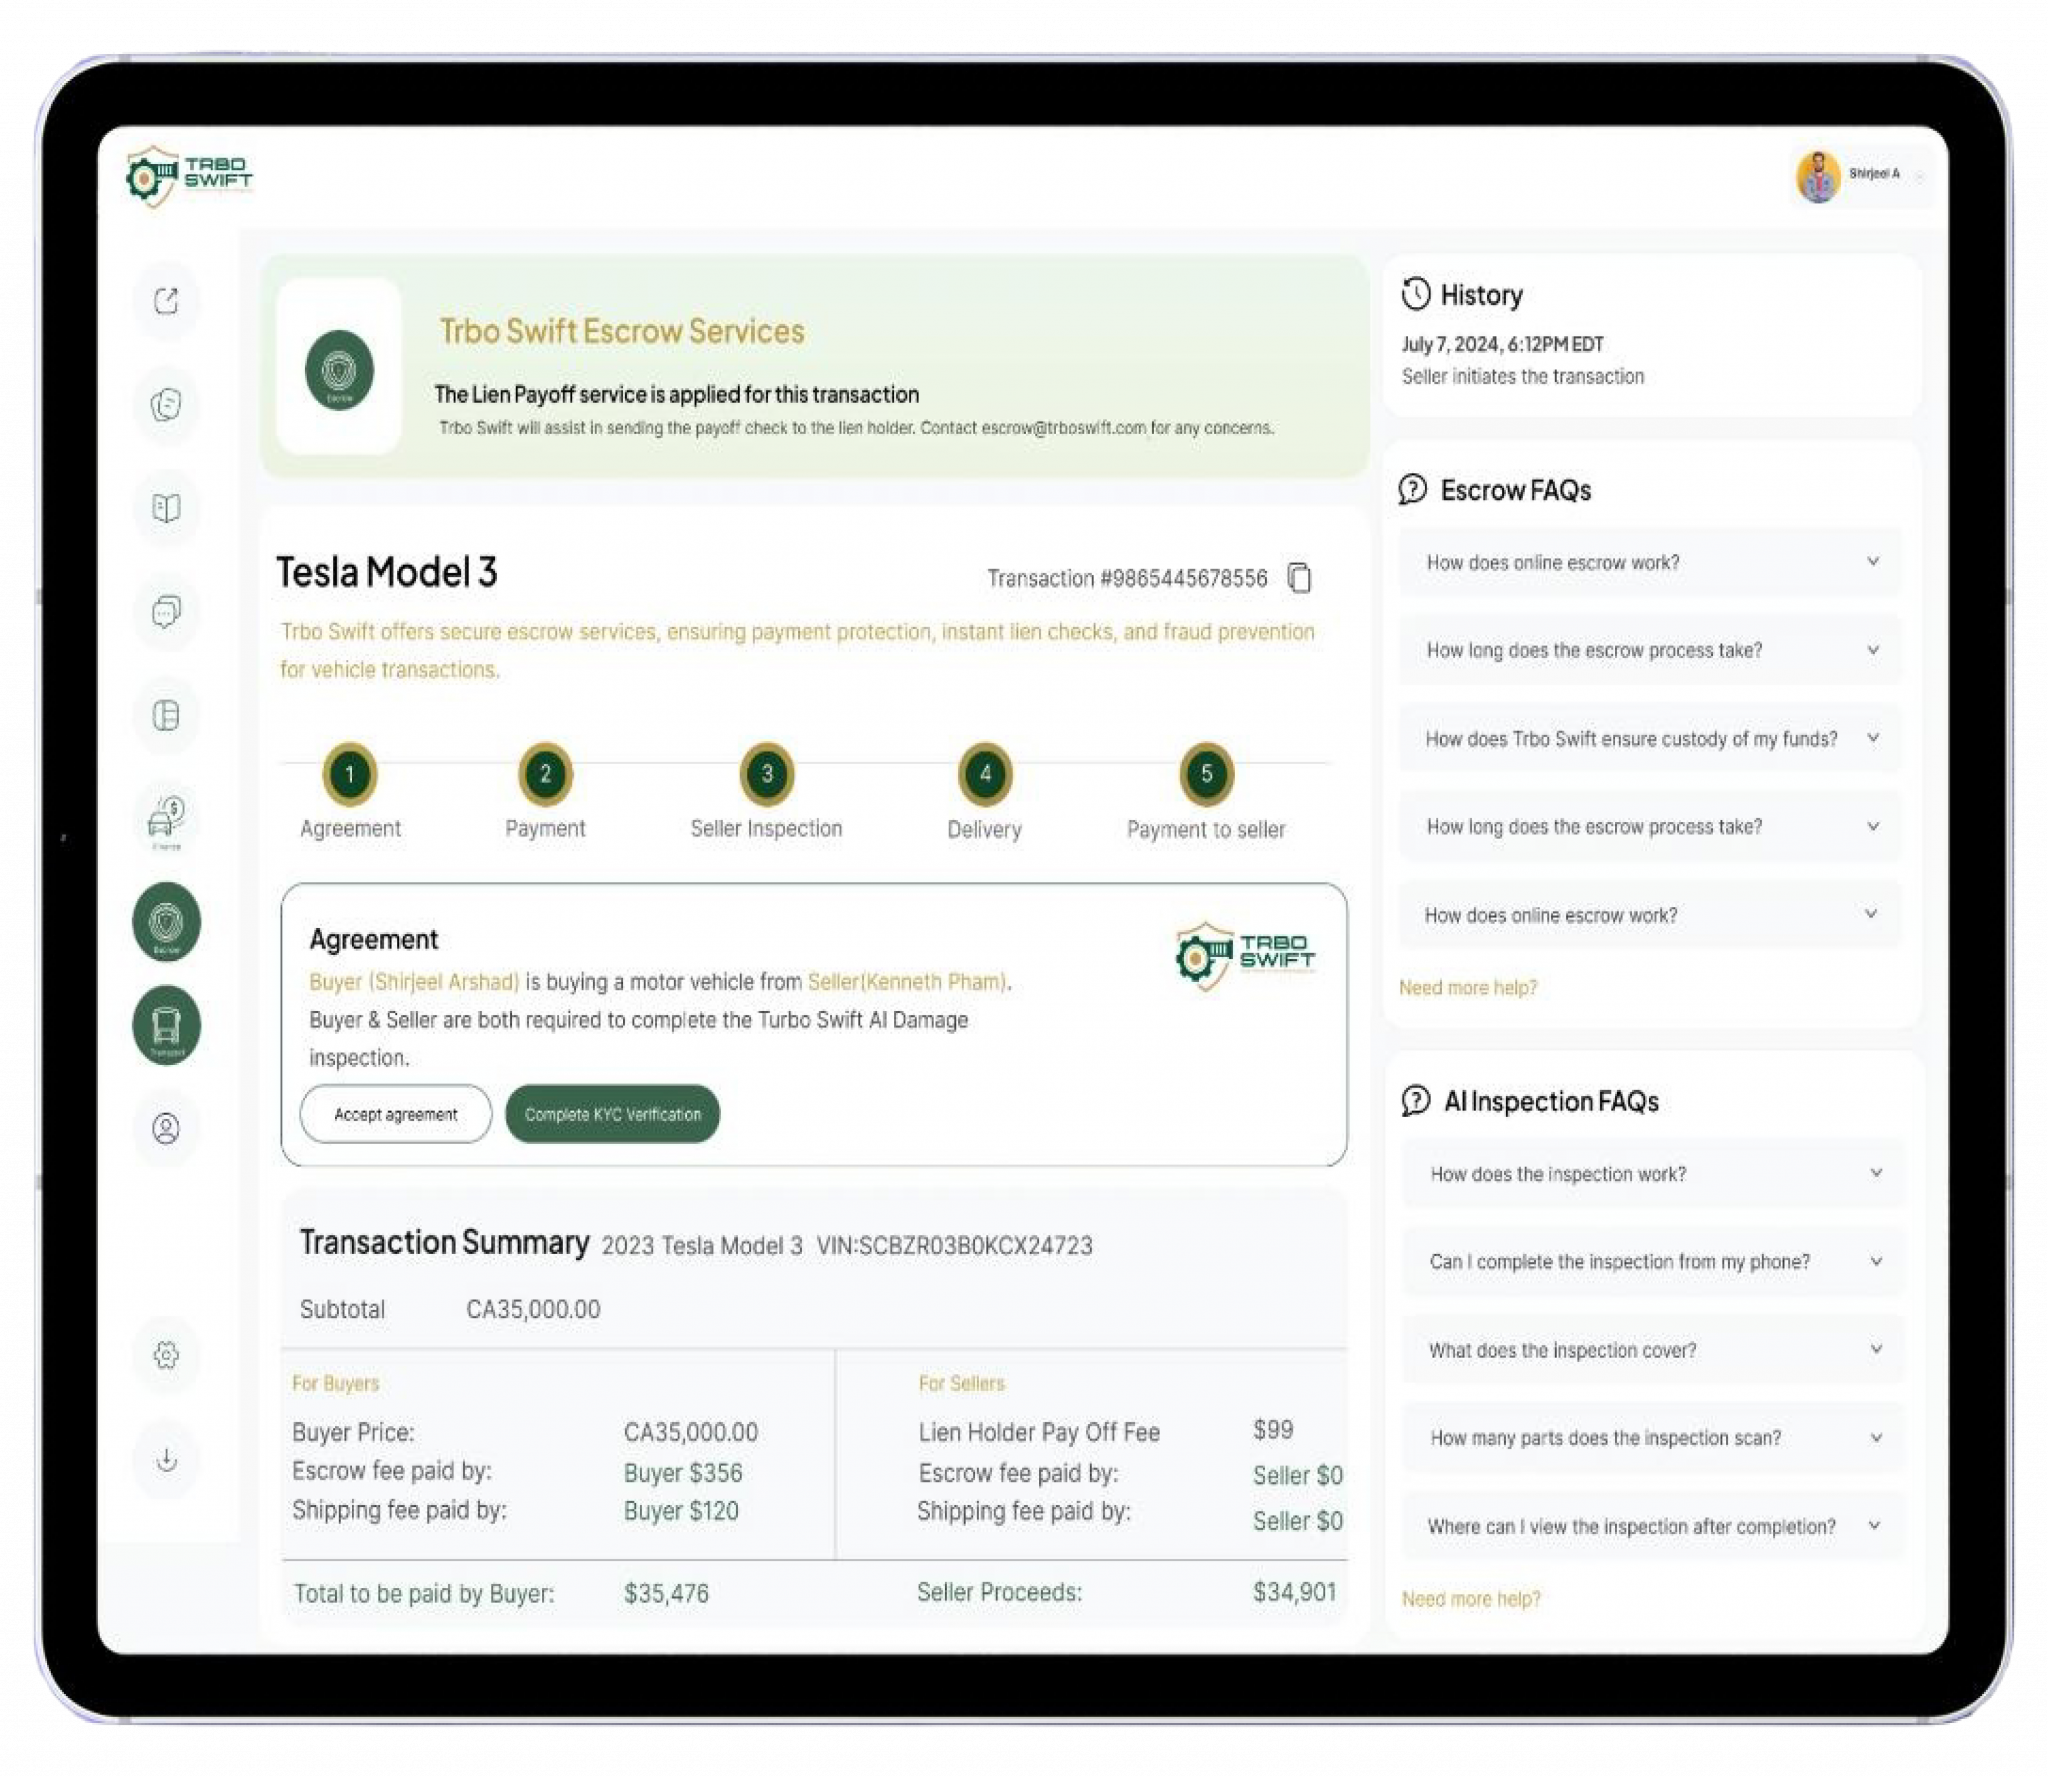 TRBO
SWIFT
Shirjeel A
Trbo Swift Escrow Services
The Lien Payoff service is applied for this transaction
Trbo Swift will assist in sending the payoff check to the lien holder. Contact escrow@trboswift.com for any concerns.
Escrow
Tesla Model 3
Transaction #9865445678556
Trbo Swift offers secure escrow services, ensuring payment protection, instant lien checks, and fraud prevention
for vehicle transactions.
1
2
3
4
5
Agreement
Payment
Seller Inspection
Delivery
Payment to seller
Finance
Escrow
Transport
Agreement
Buyer (Shirjeel Arshad) is buying a motor vehicle from Seller(Kenneth Pham).
Buyer & Seller are both required to complete the Turbo Swift AI Damage
inspection.
TRBO
SWIFT
Accept agreement
Complete KYC Verification
Transaction Summary 2023 Tesla Model 3 VIN:SCBZR03B0KCX24723
Subtotal CA35,000.00
For Buyers
Buyer Price: CA35,000.00
Escrow fee paid by: Buyer $356
Shipping fee paid by: Buyer $120
Total to be paid by Buyer: $35,476
For Sellers
Lien Holder Pay Off Fee $99
Escrow fee paid by: Seller $0
Shipping fee paid by: Seller $0
Seller Proceeds: $34,901
History
July 7, 2024, 6:12PM EDT
Seller initiates the transaction
Escrow FAQs
How does online escrow work?
How long does the escrow process take?
How does Trbo Swift ensure custody of my funds?
How long does the escrow process take?
How does online escrow work?
Need more help?
AI Inspection FAQs
How does the inspection work?
Can I complete the inspection from my phone?
What does the inspection cover?
How many parts does the inspection scan?
Where can I view the inspection after completion?
Need more help?